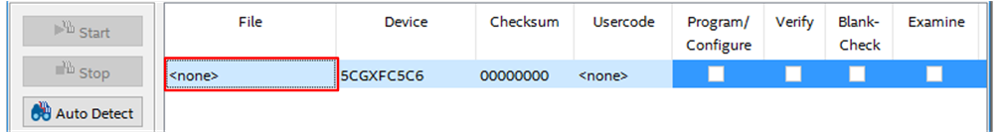 Start
Stop
Auto Detect
File Device Checksum Usercode Program/ Verify Blank- Examine
Configure Check
<none> 5CGXFC5C6 00000000 <none>